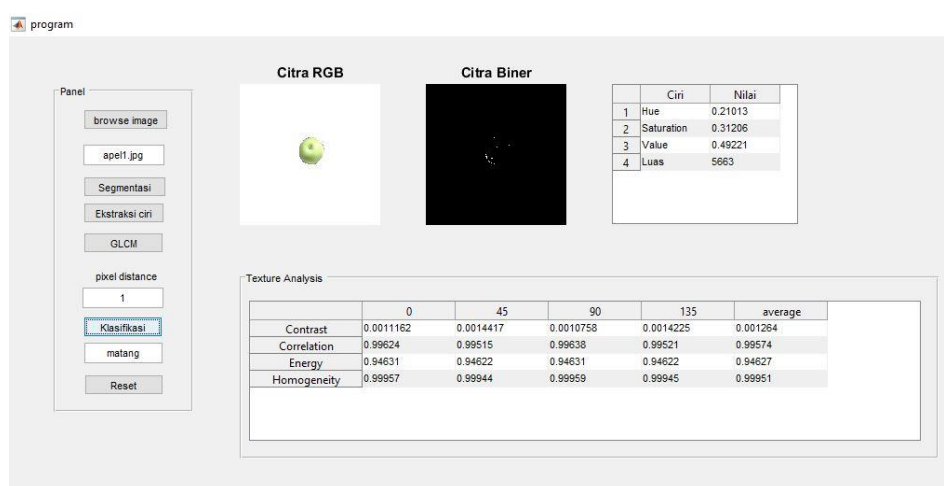 program
Panel
browse image
apel1.jpg
Segmentasi
Ekstraksi ciri
GLCM
pixel distance
1
Klasifikasi
matang
Reset
Citra RGB
Citra Biner
Ciri Nilai
1 Hue 0.21013
2 Saturation 0.31206
3 Value 0.49221
4 Luas 5663
Texture Analysis
0 45 90 135 average
Contrast 0.0011162 0.0014417 0.0010758 0.0014225 0.001264
Correlation 0.99624 0.99515 0.99638 0.99521 0.99574
Energy 0.94631 0.94622 0.94631 0.94622 0.94627
Homogeneity 0.99957 0.99944 0.99959 0.99945 0.99951